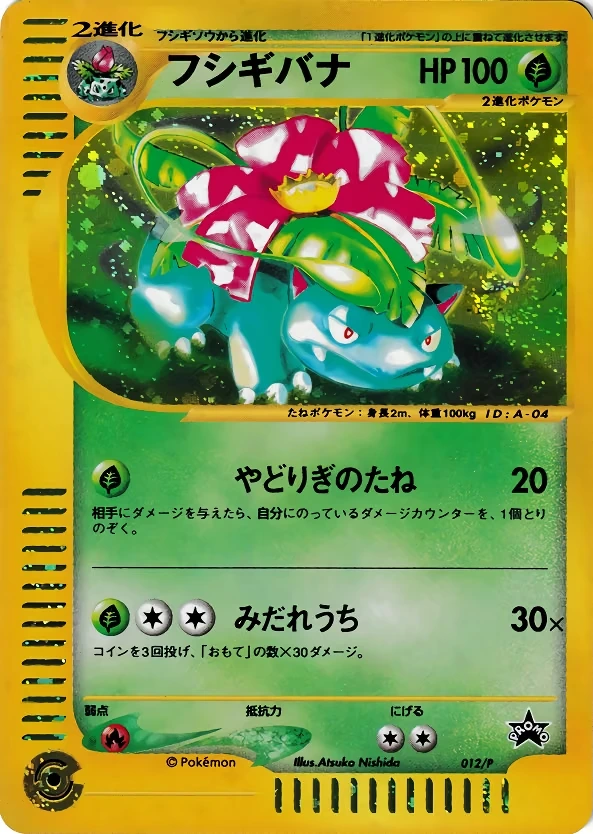 2進化
フシギソウから進化
「1進化ポケモン」の上に重ねて進化させます
フシギバナ
HP100
2進化ポケモン
たねポケモン：身長2m、体重100kg ID:A-04
やどりぎのたね 20
相手にダメージを与えたら、自分にのっているダメージカウンターを、1個とり
のぞく。
みだれうち 30×
コインを3回投げ、「おもて」の数×30ダメージ。
弱点 抵抗力 にげる
PROMO
©Pokémon Illus.Atsuko Nishida 012/P